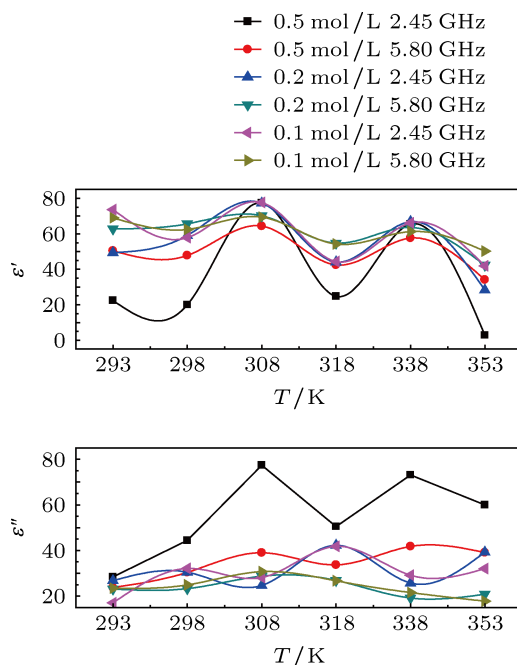 0.5 mol/L 2.45 GHz
0.5 mol/L 5.80 GHz
0.2 mol/L 2.45 GHz
0.2 mol/L 5.80 GHz
0.1 mol/L 2.45 GHz
0.1 mol/L 5.80 GHz
80
60
40
20
0
ε′
293 298 308 318 338 353
T/K
80
60
40
20
ε″
293 298 308 318 338 353
T/K